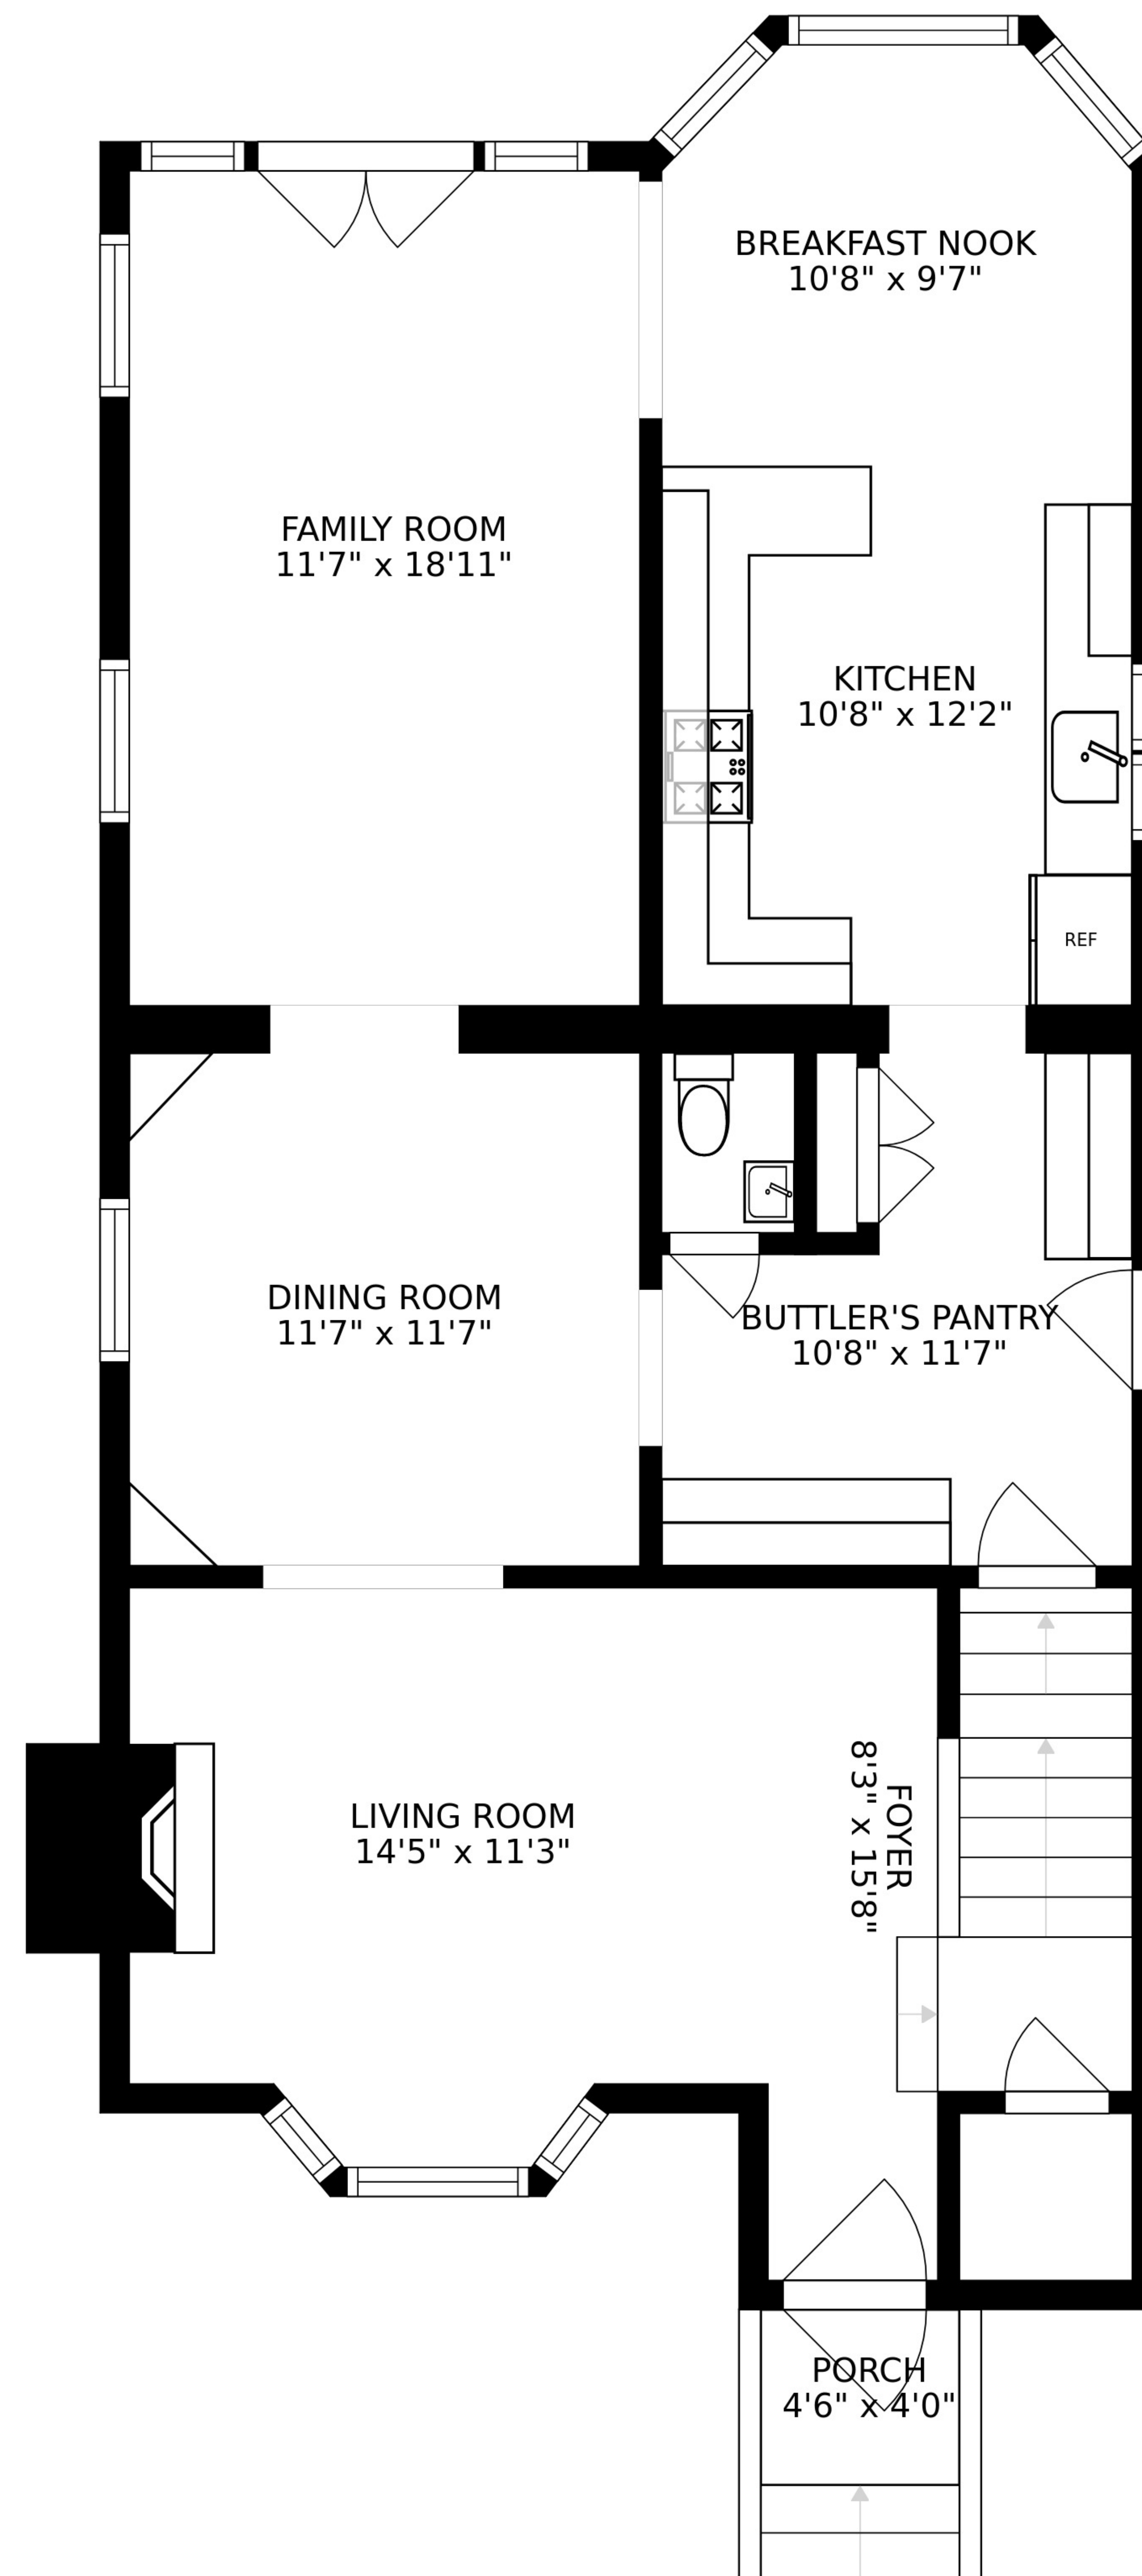 BREAKFAST NOOK
10'8" x 9'7"
FAMILY ROOM
11'7" x 18'11"
KITCHEN
10'8" x 12'2"
REF
DINING ROOM
11'7" x 11'7"
BUTTLER'S PANTRY
10'8" x 11'7"
LIVING ROOM
14'5" x 11'3"
FOYER
8'3" x 15'8"
PORCH
4'6" x 4'0"